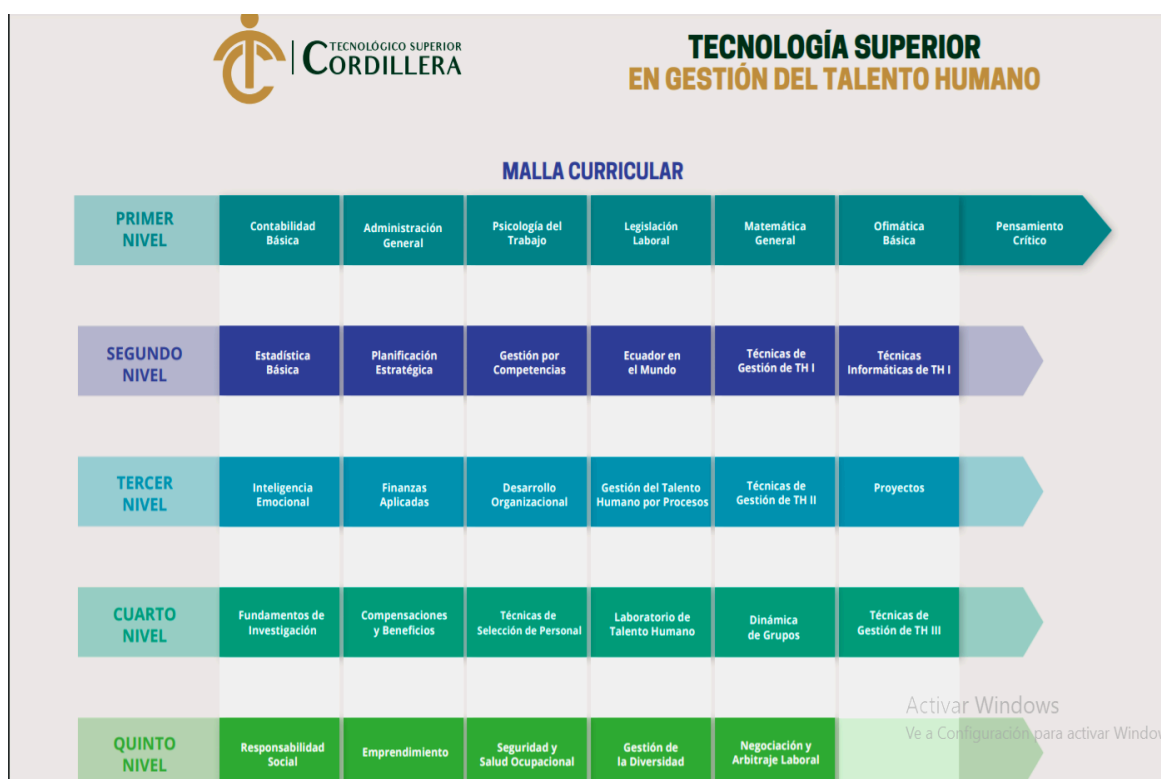 TECNOLÓGICO SUPERIOR
CORDILLERA
TECNOLOGÍA SUPERIOR
EN GESTIÓN DEL TALENTO HUMANO
MALLA CURRICULAR
PRIMER
NIVEL
Contabilidad
Básica
Administración
General
Psicología del
Trabajo
Legislación
Laboral
Matemática
General
Ofimática
Básica
Pensamiento
Crítico
SEGUNDO
NIVEL
Estadística
Básica
Planificación
Estratégica
Gestión por
Competencias
Ecuador en
el Mundo
Técnicas de
Gestión de TH I
Técnicas
Informáticas de TH I
TERCER
NIVEL
Inteligencia
Emocional
Finanzas
Aplicadas
Desarrollo
Organizacional
Gestión del Talento
Humano por Procesos
Técnicas de
Gestión de TH II
Proyectos
CUARTO
NIVEL
Fundamentos de
Investigación
Compensaciones
y Beneficios
Técnicas de
Selección de Personal
Laboratorio de
Talento Humano
Dinámica
de Grupos
Técnicas de
Gestión de TH III
QUINTO
NIVEL
Responsabilidad
Social
Emprendimiento
Seguridad y
Salud Ocupacional
Gestión de
la Diversidad
Negociación y
Arbitraje Laboral
Activar Windows
Ve a Configuración para activar Window